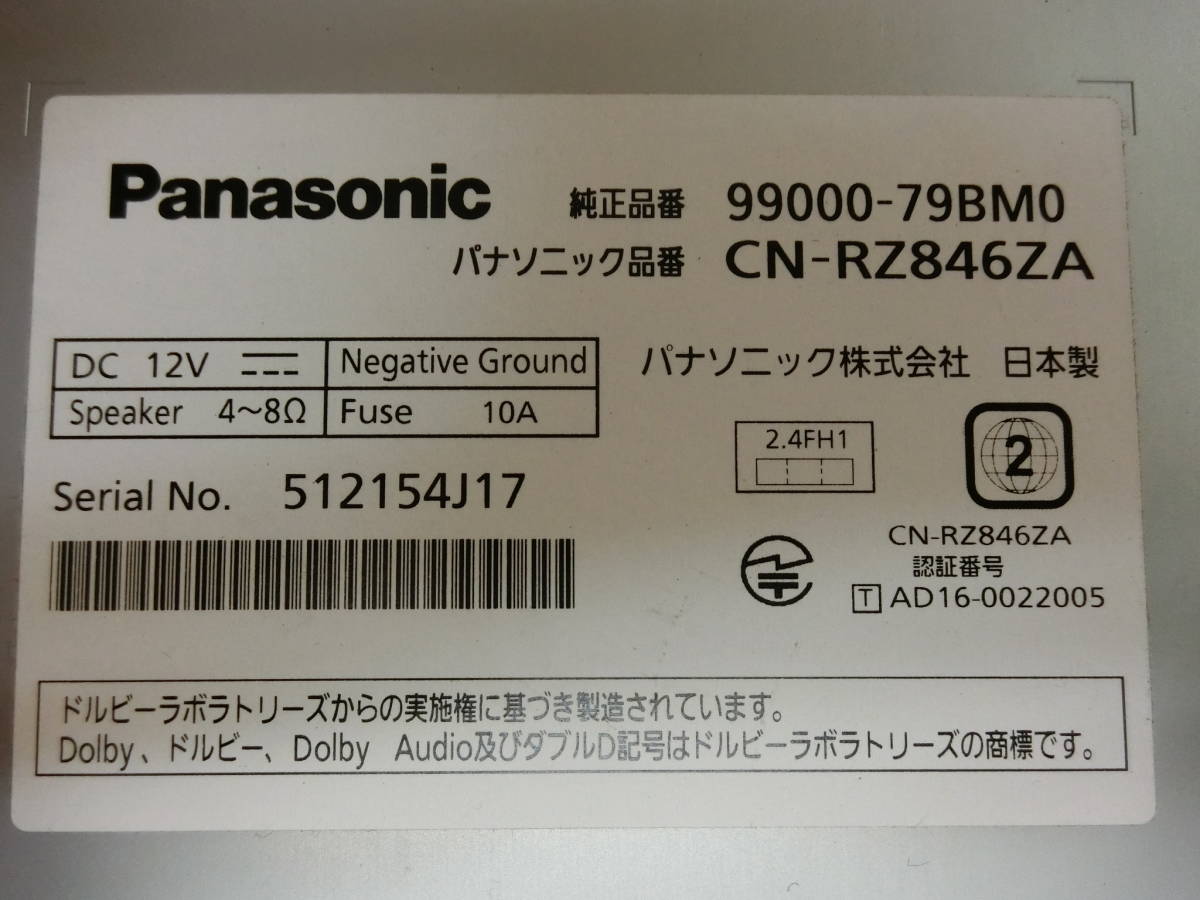 Panasonic 純正品番 99000-79BM0
パナソニック品番 CN-RZ846ZA
DC 12V Negative Ground
Speaker 4~8Ω Fuse 10A
パナソニック株式会社 日本製
2.4FH1
2
Serial No. 512154J17
CN-RZ846ZA
認証番号
T AD16-0022005
ドルビーラボラトリーズからの実施権に基づき製造されています。
Dolby、ドルビー、Dolby Audio及びダブルD記号はドルビーラボラトリーズの商標です。